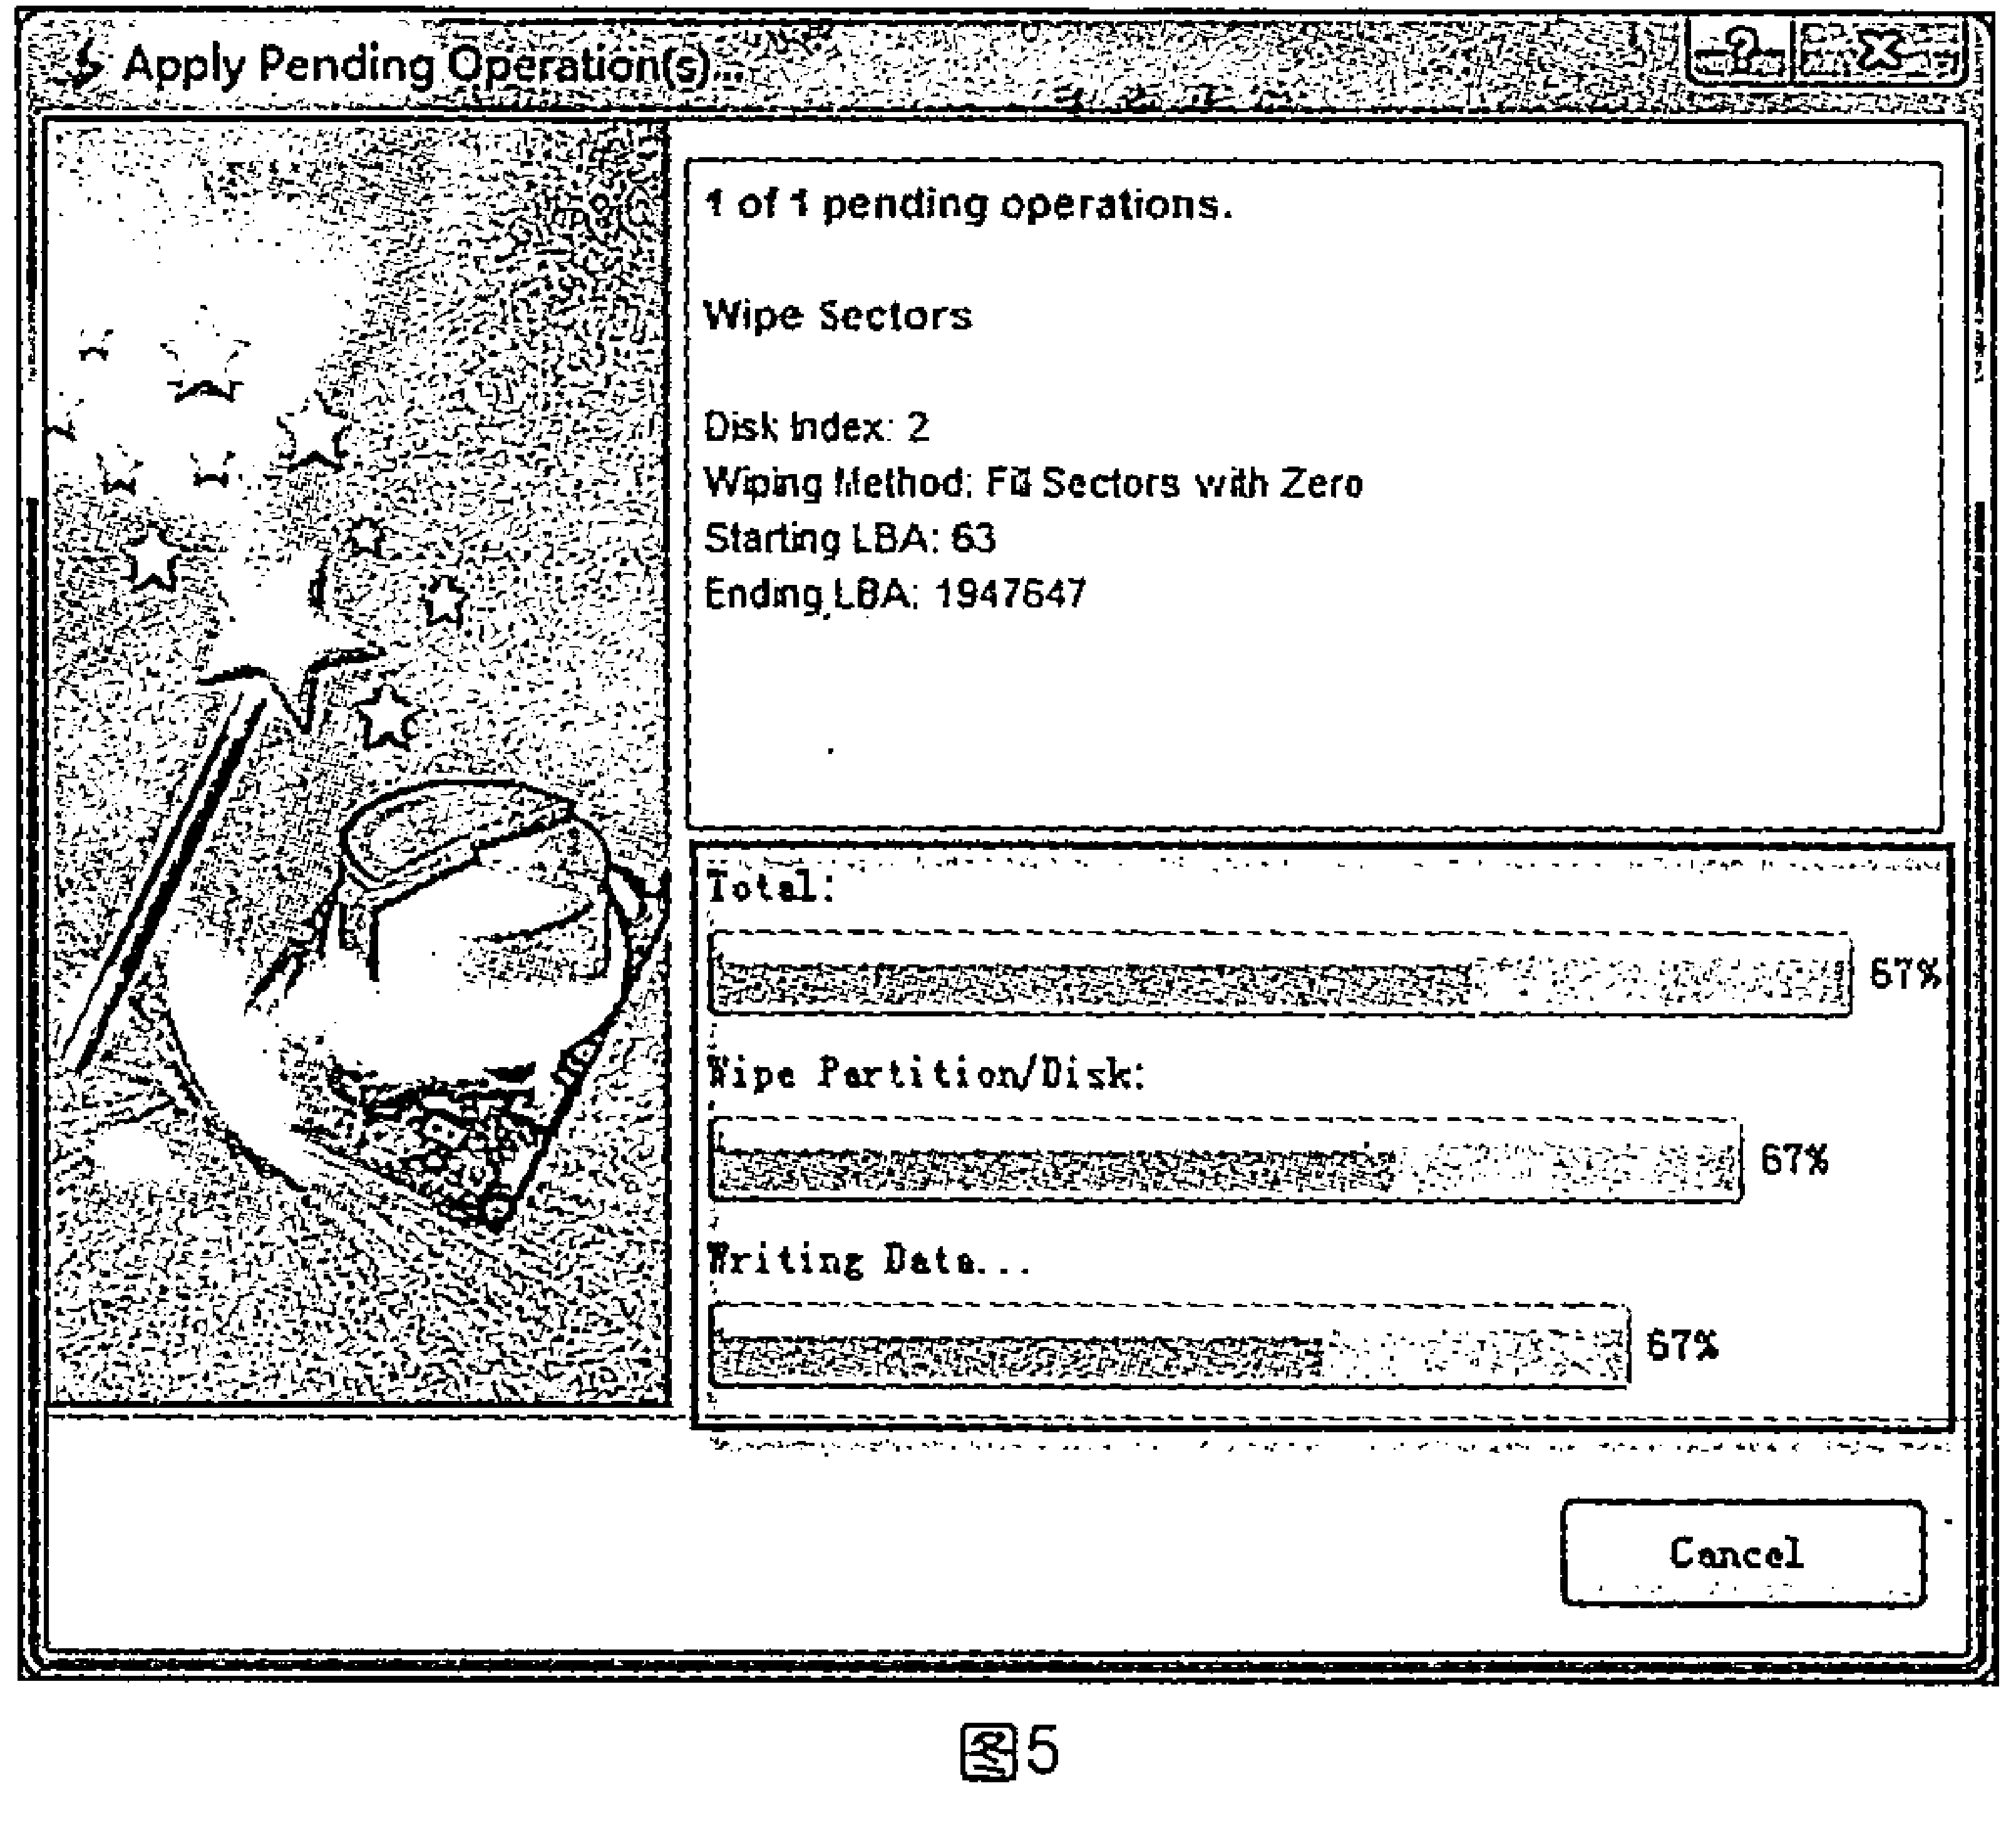 Apply Pending Operation(s)...
1 of 1 pending operations.
Wipe Sectors
Disk Index: 2
Wiping Method: Fill Sectors with Zero
Starting LBA: 63
Ending LBA: 1947647
Total:
67%
Wipe Partition/Disk:
67%
Writing Data...
67%
Cancel
图5